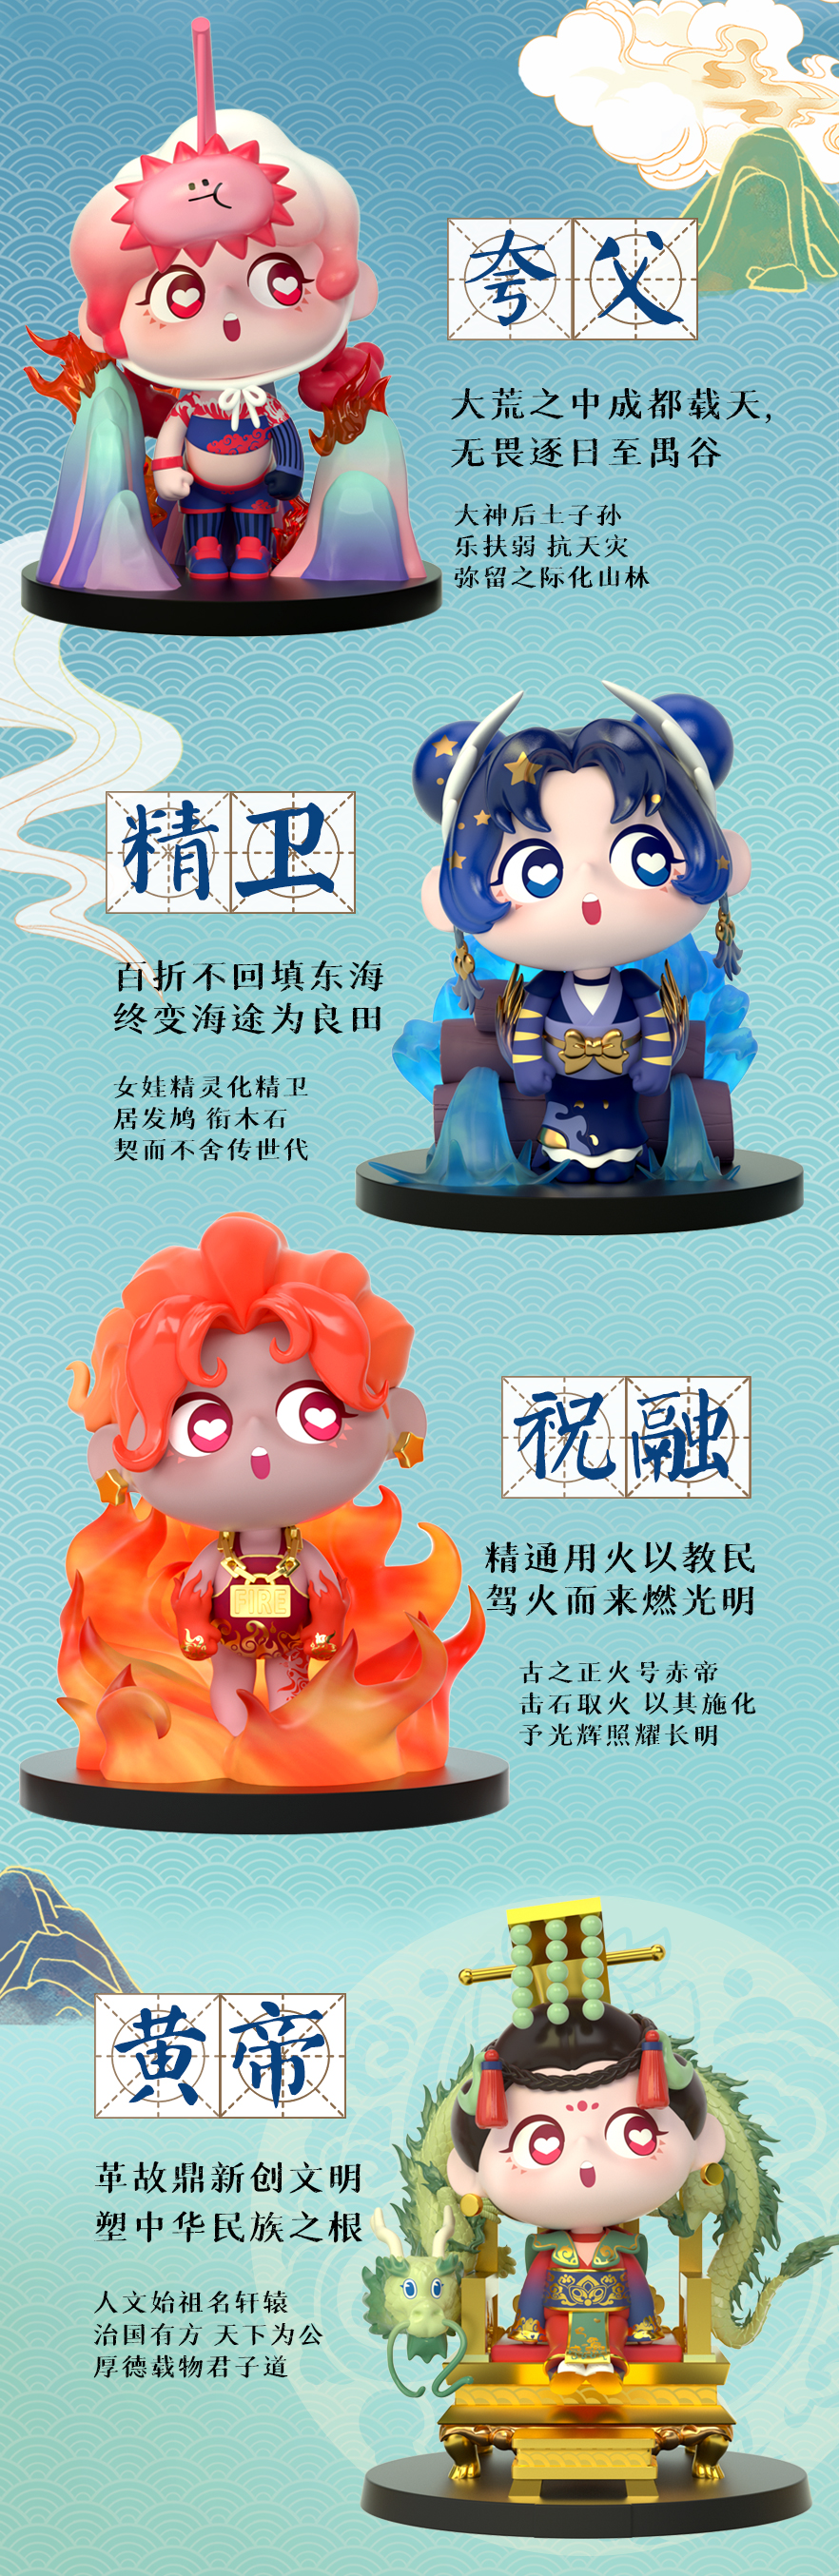 夸父
大荒之中成都载天，
无畏逐日至禺谷
大神后土子孙
乐扶弱 抗天灾
弥留之际化山林
精卫
百折不回填东海
终变海途为良田
女娃精灵化精卫
居发鸠 衔木石
契而不舍传世代
祝融
精通用火以教民
驾火而来燃光明
古之正火号赤帝
击石取火 以其施化
予光辉照耀长明
FIRE
黄帝
革故鼎新创文明
塑中华民族之根
人文始祖名轩辕
治国有方 天下为公
厚德载物君子道